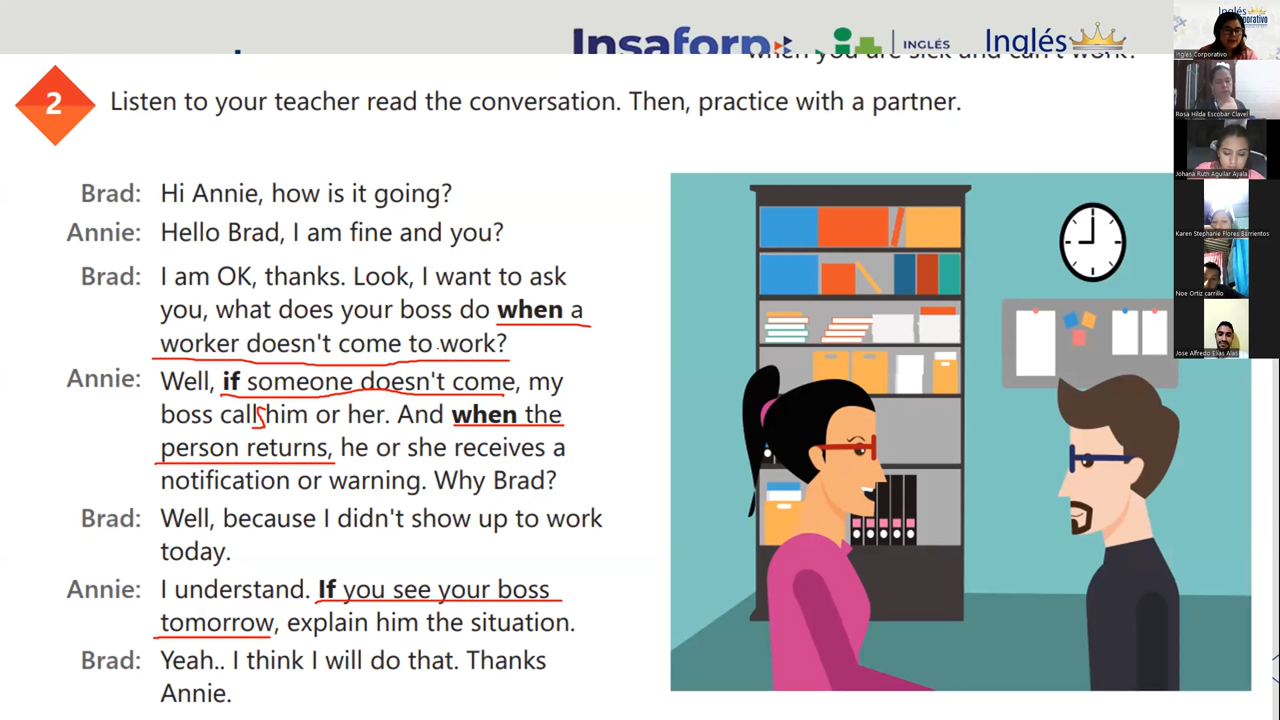 Insaforp
INGLÉS
Inglés
when you are sick and can't work?
2
Listen to your teacher read the conversation. Then, practice with a partner.
Brad: Hi Annie, how is it going?
Annie: Hello Brad, I am fine and you?
Brad: I am OK, thanks. Look, I want to ask
you, what does your boss do when a
worker doesn't come to work?
Annie: Well, if someone doesn't come, my
boss calls him or her. And when the
person returns, he or she receives a
notification or warning. Why Brad?
Brad: Well, because I didn't show up to work
today.
Annie: I understand. If you see your boss
tomorrow, explain him the situation.
Brad: Yeah.. I think I will do that. Thanks
Annie.
Inglés
Inglés Corporativo
Rosa Hilda Escobar Clavel
Johana Ruth Aguilar Ayala
Karen Stephanie Flores Barrientos
Noe Ortiz carrillo
Jose Alfredo Elias Alas